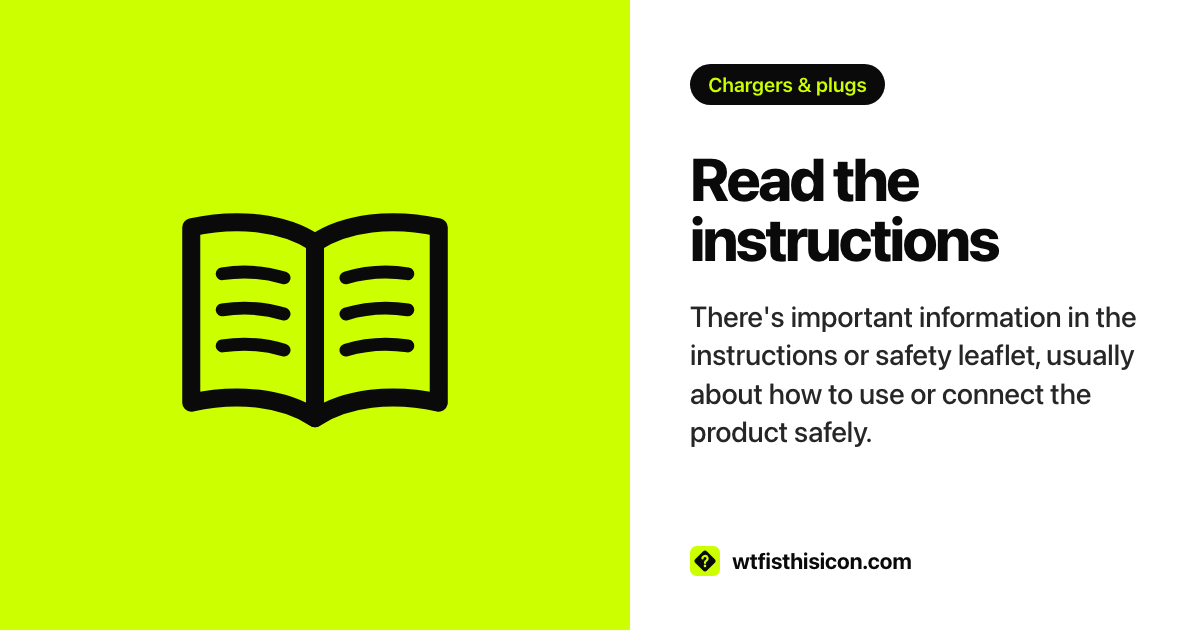 Chargers & plugs
Read the
instructions
There's important information in the
instructions or safety leaflet, usually
about how to use or connect the
product safely.
? wtfisthisicon.com